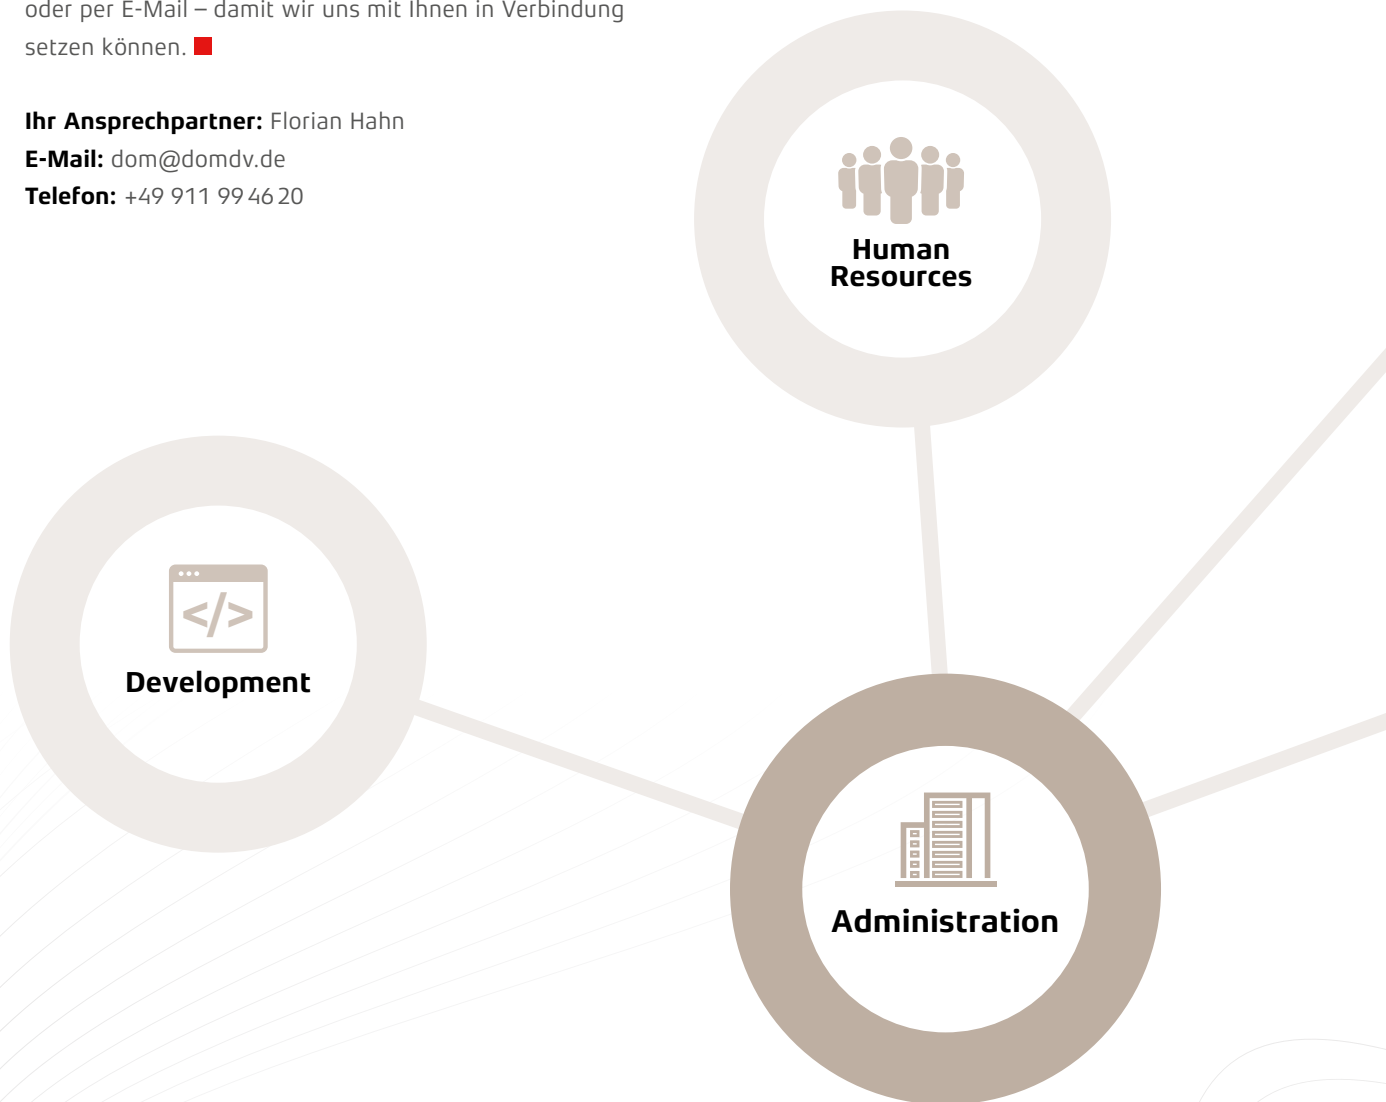 oder per E-Mail – damit wir uns mit Ihnen in Verbindung
setzen können.
Ihr Ansprechpartner: Florian Hahn
E-Mail: dom@domdv.de
Telefon: +49 911 99 46 20
Human
Resources
</>
Development
Administration